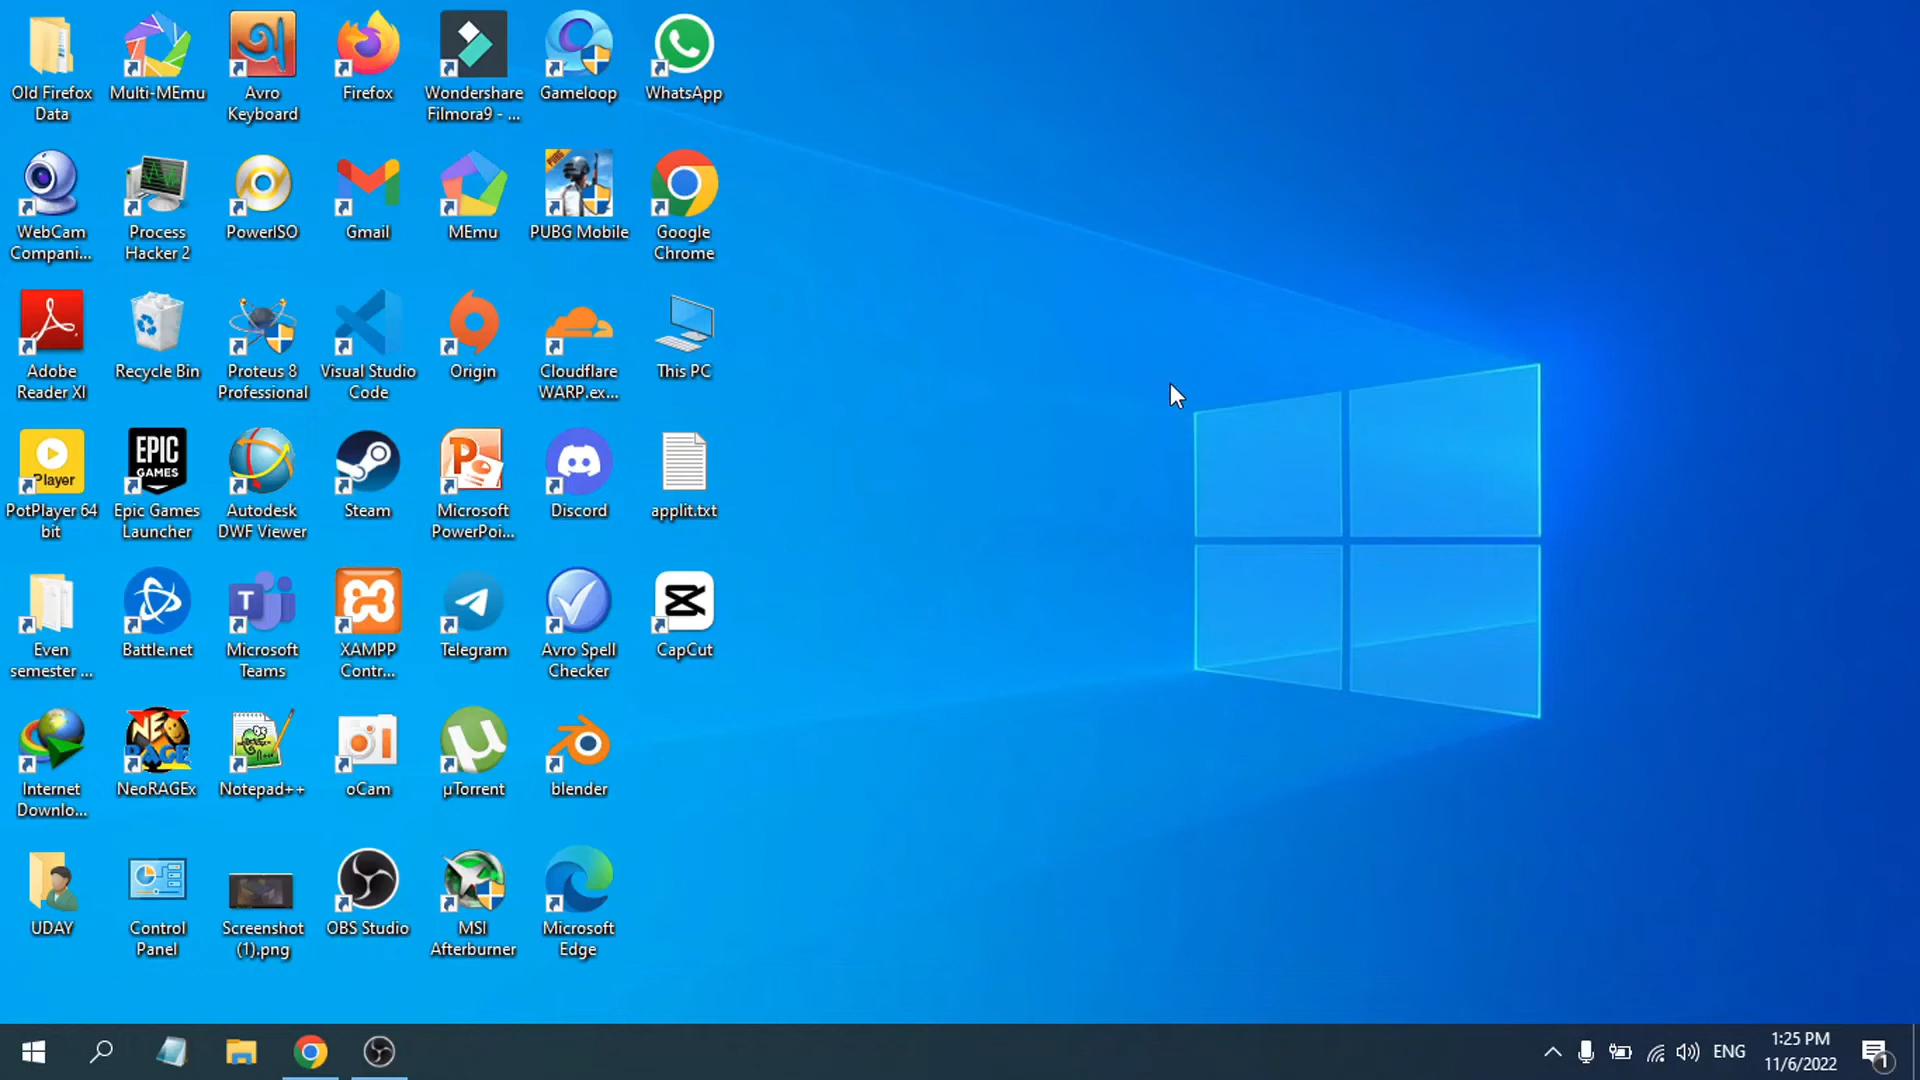 Old Firefox
Data
Multi-MEmu
Avro
Keyboard
Firefox
Wondershare
Filmora9 - ...
Gameloop
WhatsApp
WebCam
Compani...
Process
Hacker 2
PowerISO
Gmail
MEmu
PUBG
PUBG Mobile
Google
Chrome
Adobe
Reader XI
Recycle Bin
Proteus 8
Professional
Visual Studio
Code
Origin
Cloudflare
WARP.ex...
This PC
Player
PotPlayer 64
bit
EPIC
GAMES
Epic Games
Launcher
Autodesk
DWF Viewer
Steam
P
Microsoft
PowerPoi...
Discord
applit.txt
Even
semester ...
Battle.net
T
Microsoft
Teams
XAMPP
Contr...
Telegram
Avro Spell
Checker
CapCut
Internet
Downlo...
NEO
RAGE
NeoRAGEx
Notepad++
oCam
µ
µTorrent
blender
UDAY
Control
Panel
Screenshot
(1).png
OBS Studio
MSI
Afterburner
Microsoft
Edge
ENG
1:25 PM
11/6/2022
1